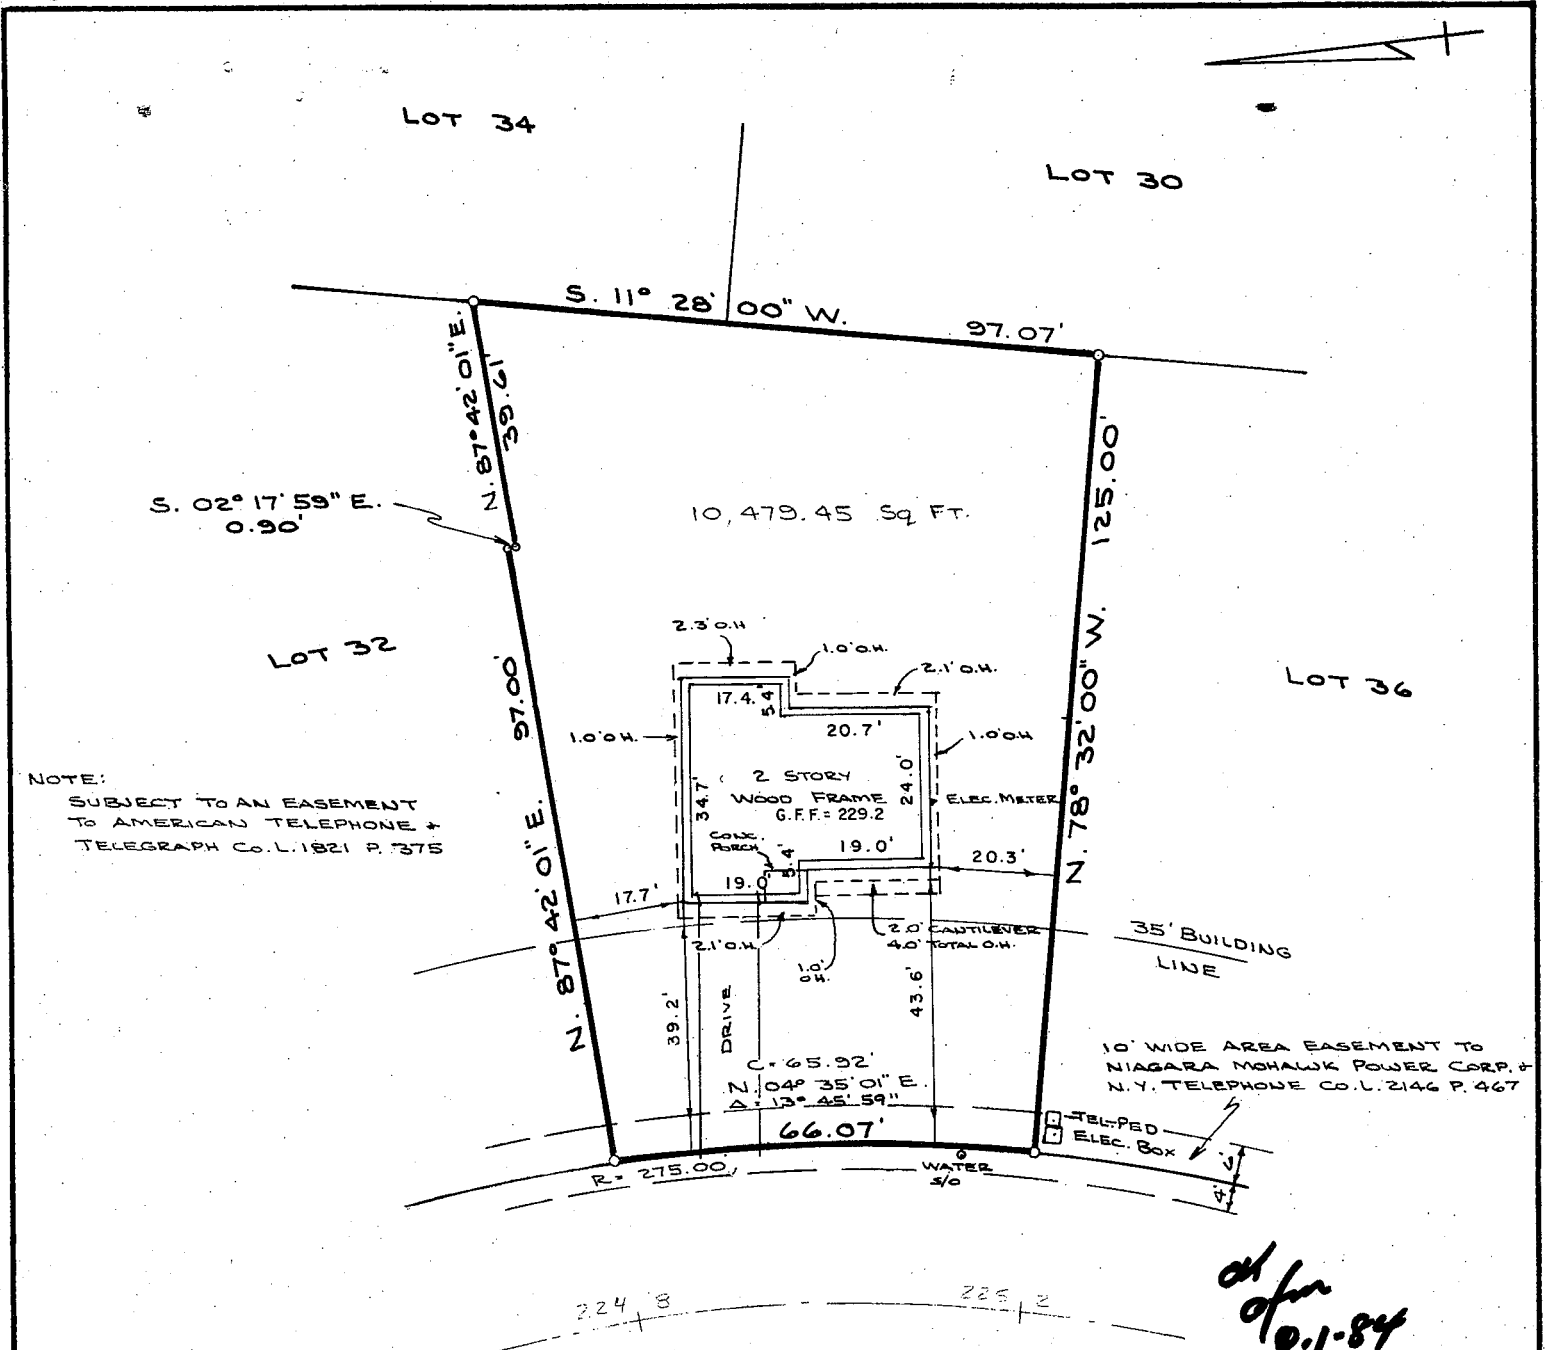 LOT 34
LOT 30
S. 11° 28' 00" W.
97.07'
N. 87° 42' 01" E.
39.61'
125.00'
S. 02° 17' 59" E.
0.90'
10,479.45 Sq FT.
LOT 32
LOT 36
97.00'
N. 87° 42' 01" E.
N. 78° 32' 00" W.
2.3' O.H
1.0' O.H.
2.1' O.H.
17.4'
5.4'
20.7'
1.0' O.H.
1.0' O.H
34.7'
24.0'
2 STORY
WOOD FRAME
G.F.F. = 229.2
ELEC. METER
CONC.
PORCH
5.4'
19.0'
19.0'
20.3'
17.7'
NOTE:
SUBJECT TO AN EASEMENT
TO AMERICAN TELEPHONE +
TELEGRAPH CO. L. 1821 P. 375
2.1' O.H.
1.0'
O.H.
2.0' CANTILEVER
4.0' TOTAL O.H.
35' BUILDING
LINE
39.2'
DRIVE
43.6'
C = 65.92'
N. 04° 35' 01" E.
Δ = 13° 45' 59"
66.07'
R = 275.00'
10' WIDE AREA EASEMENT TO
NIAGARA MOHAWK POWER CORP. +
N.Y. TELEPHONE CO. L. 2146 P. 467
TEL. PED
ELEC. BOX
WATER
S/O
6'
4'
224 8
225 2